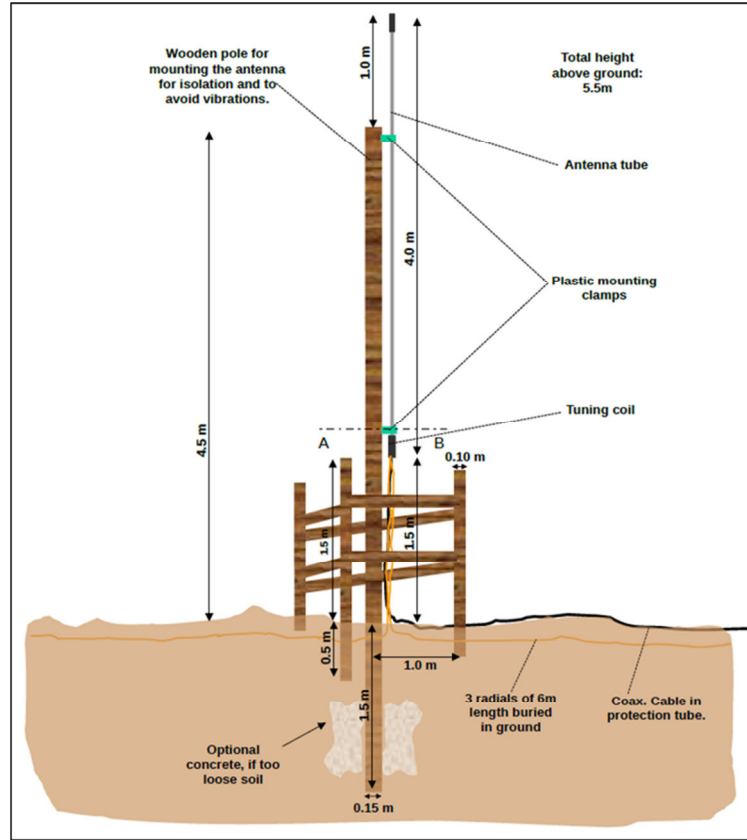 Wooden pole for
mounting the antenna
for isolation and to
avoid vibrations.
1.0 m
Total height
above ground:
5.5m
Antenna tube
4.0 m
Plastic mounting
clamps
Tuning coil
4.5 m
A
B
0.10 m
1.5 m
1.5 m
0.5 m
1.0 m
1.5 m
3 radials of 6m
length buried
in ground
Coax. Cable in
protection tube.
Optional
concrete, if too
loose soil
0.15 m